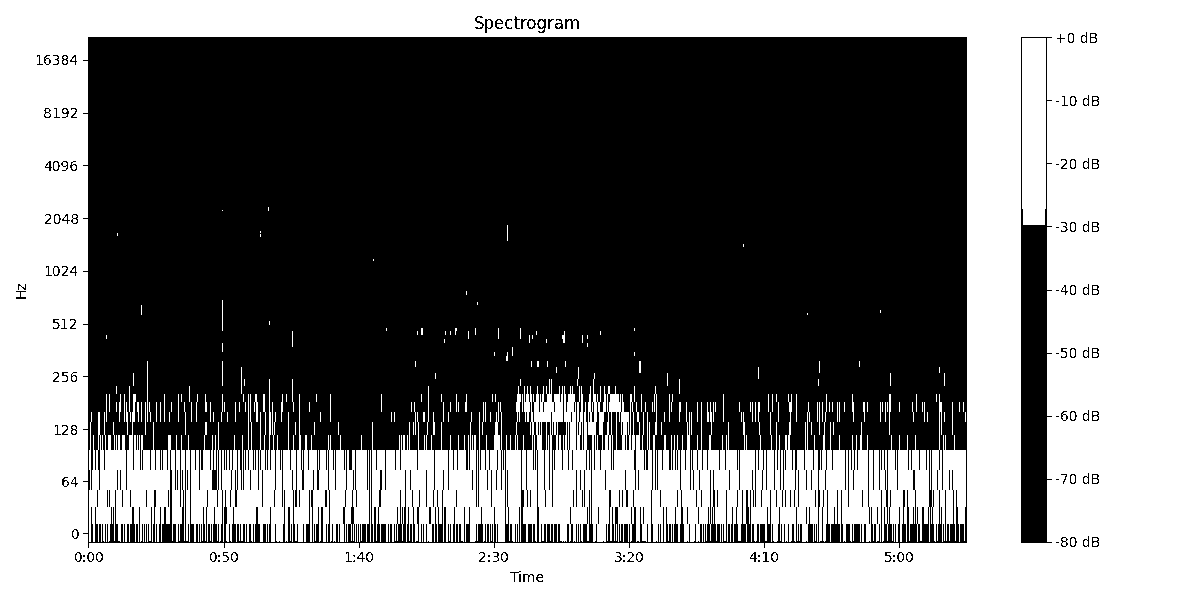 Spectrogram
16384
8192
4096
2048
1024
512
256
128
64
0
Hz
0:00
0:50
1:40
2:30
3:20
4:10
5:00
Time
+0 dB
-10 dB
-20 dB
-30 dB
-40 dB
-50 dB
-60 dB
-70 dB
-80 dB